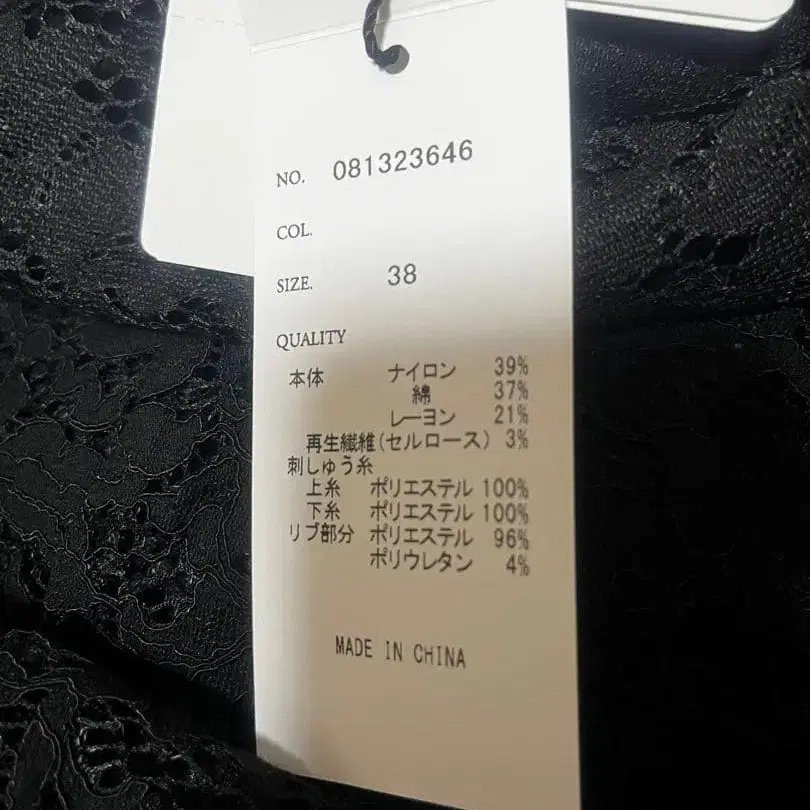 NO. 081323646
COL.
SIZE. 38
QUALITY
本体 ナイロン 39%
綿 37%
レーヨン 21%
再生繊維(セルロース) 3%
刺しゅう糸
上糸 ポリエステル 100%
下糸 ポリエステル 100%
リブ部分 ポリエステル 96%
ポリウレタン 4%
MADE IN CHINA